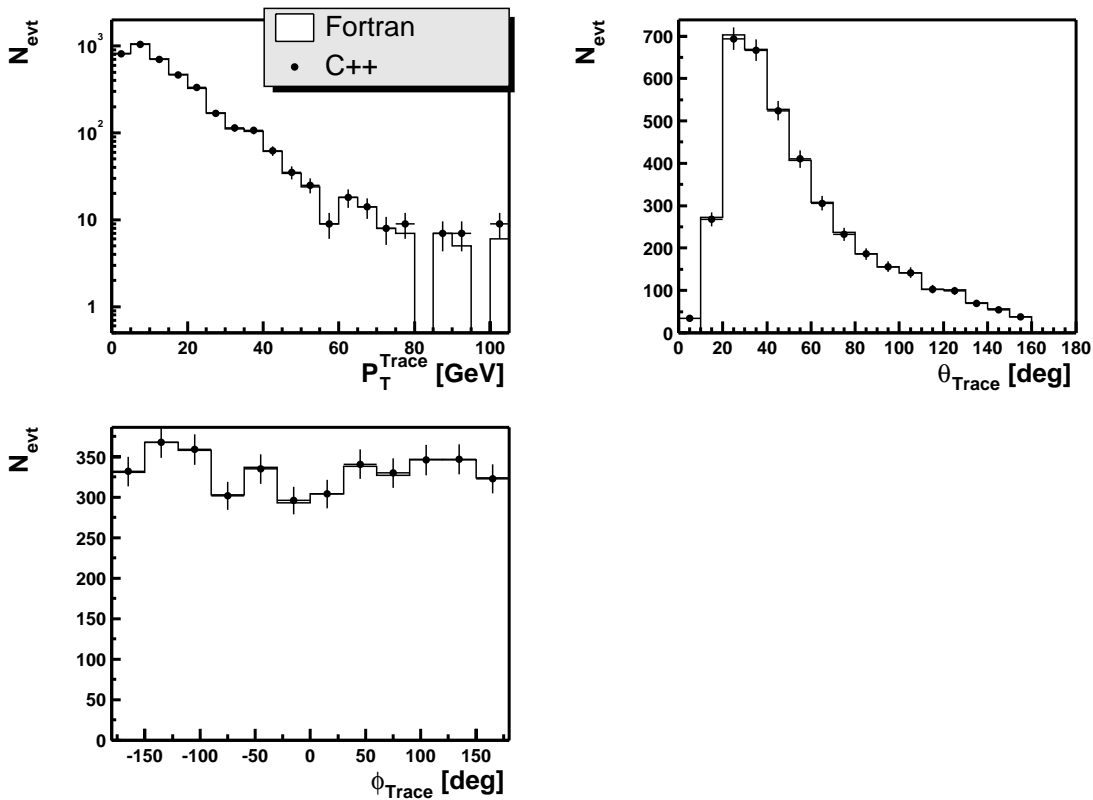 N_evt
Fortran
C++
10^3
10^2
10
1
0 20 40 60 80 100
P_T^Trace [GeV]
N_evt
700
600
500
400
300
200
100
0
0 20 40 60 80 100 120 140 160 180
θ_Trace [deg]
N_evt
350
300
250
200
150
100
50
0
-150 -100 -50 0 50 100 150
ϕ_Trace [deg]